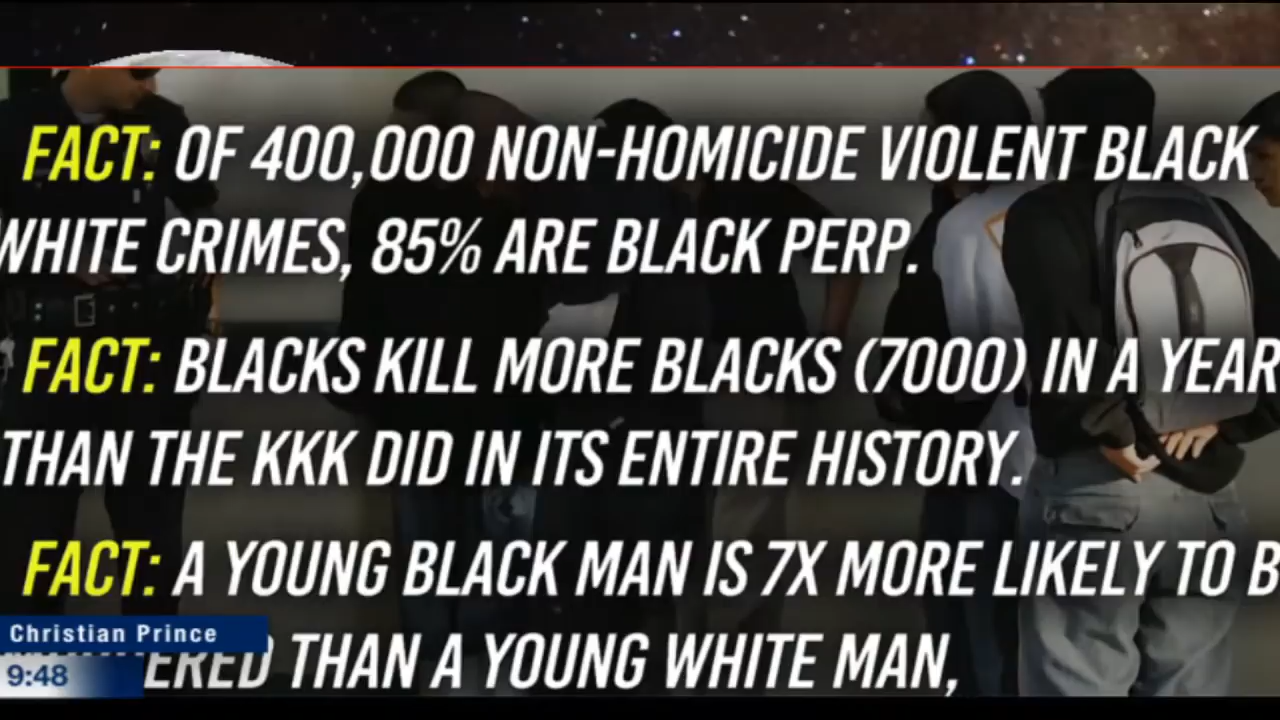 FACT: OF 400,000 NON-HOMICIDE VIOLENT BLACK
WHITE CRIMES, 85% ARE BLACK PERP.
FACT: BLACKS KILL MORE BLACKS (7000) IN A YEAR
THAN THE KKK DID IN ITS ENTIRE HISTORY.
FACT: A YOUNG BLACK MAN IS 7X MORE LIKELY TO
THAN A YOUNG WHITE MAN,
Christian Prince
9:48